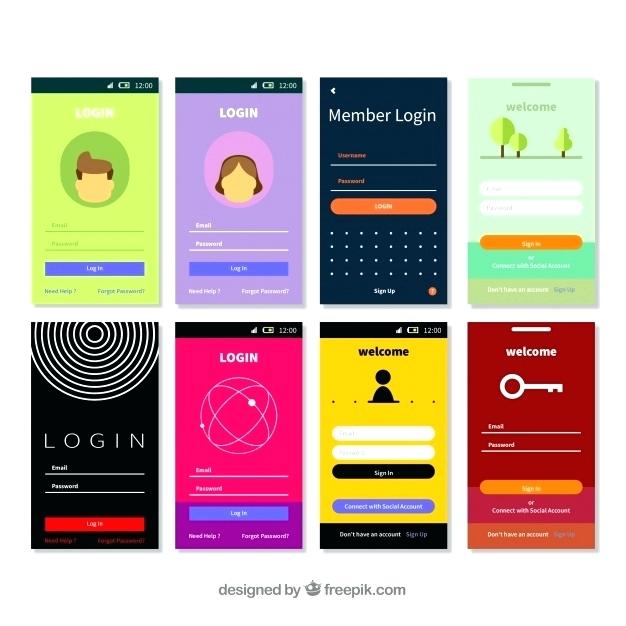 12:00
LOGIN
Email
Password
Log In
Need Help ? Forgot Password?
12:00
LOGIN
Email
Password
Log In
Need Help ? Forgot Password?
Member Login
Username
Password
LOGIN
Sign Up ?
welcome
Email
Password
Sign In
or
Connect with Social Account
Don't have an account Sign Up
LOGIN
Email
Password
Log In
Need Help ? Forgot Password?
12:00
LOGIN
Email
Password
Log In
Need Help ? Forgot Password?
12:00
welcome
Email
Password
Sign In
Connect with Social Account
Don't have an account Sign Up
welcome
Email
Password
Sign In
or
Connect with Social Account
Don't have an account Sign Up
designed by freepik.com